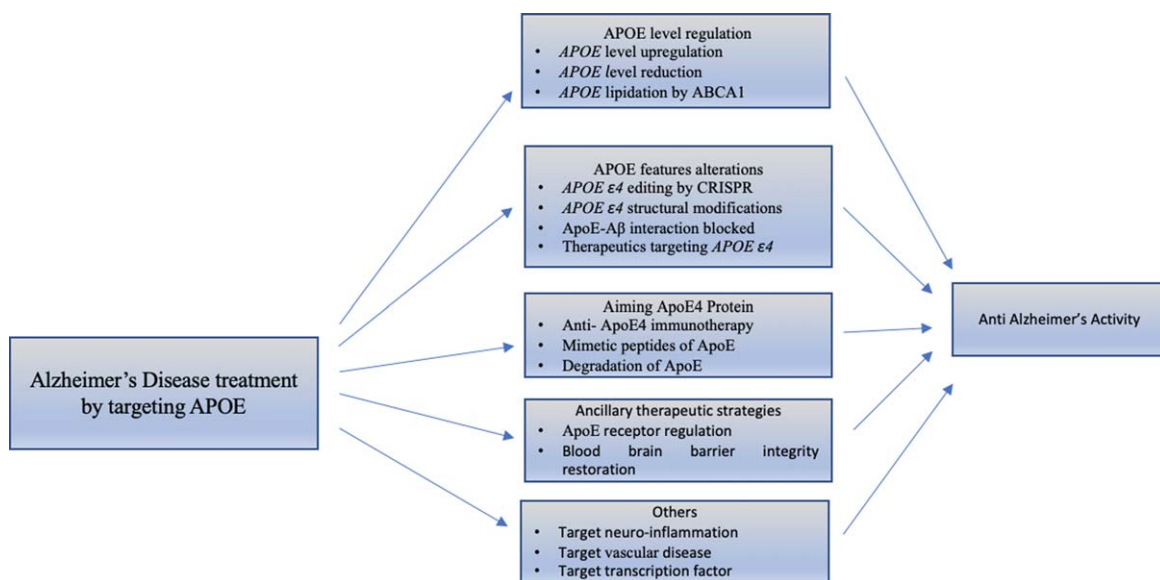 APOE level regulation
• APOE level upregulation
• APOE level reduction
• APOE lipidation by ABCA1
APOE features alterations
• APOE ε4 editing by CRISPR
• APOE ε4 structural modifications
• ApoE-Aβ interaction blocked
• Therapeutics targeting APOE ε4
Aiming ApoE4 Protein
• Anti- ApoE4 immunotherapy
• Mimetic peptides of ApoE
• Degradation of ApoE
Alzheimer’s Disease treatment
by targeting APOE
Ancillary therapeutic strategies
• ApoE receptor regulation
• Blood brain barrier integrity
restoration
Others
• Target neuro-inflammation
• Target vascular disease
• Target transcription factor
Anti Alzheimer’s Activity